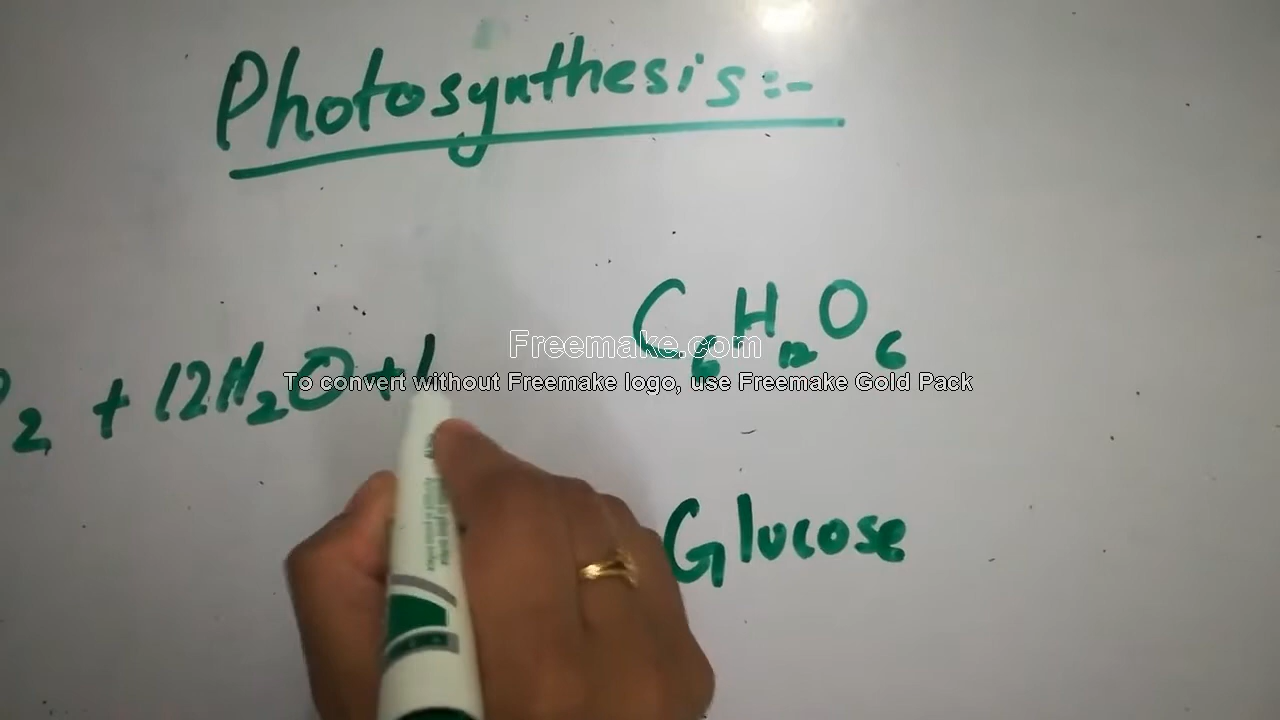 Photosynthesis:-
2 + 12H₂O + C₆H₁₂O₆
Freemake.com
To convert without Freemake logo, use Freemake Gold Pack
Glucose